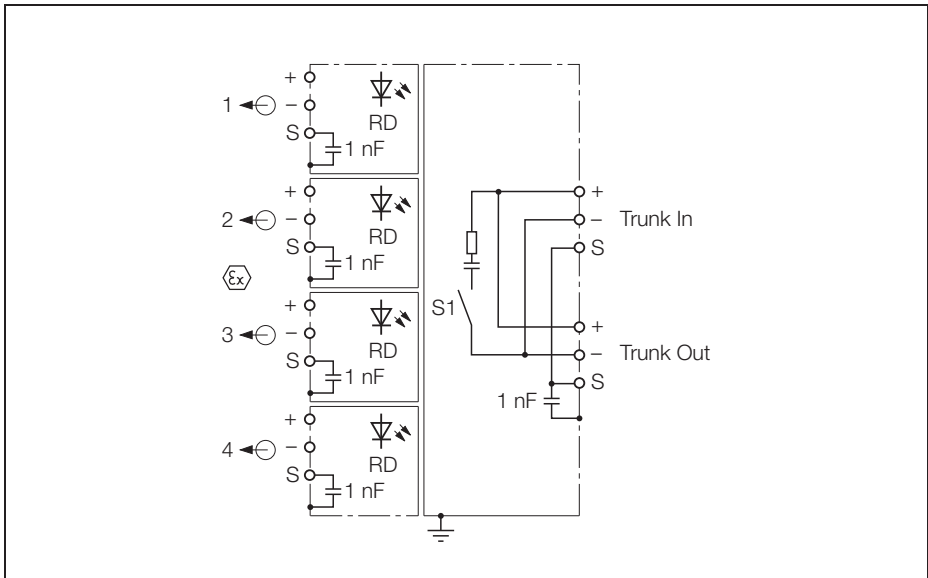 +
1 −
S
RD
1 nF
+
2 −
S
RD
1 nF
Ex
+
3 −
S
RD
1 nF
+
4 −
S
RD
1 nF
S1
+
− Trunk In
S
+
− Trunk Out
S
1 nF